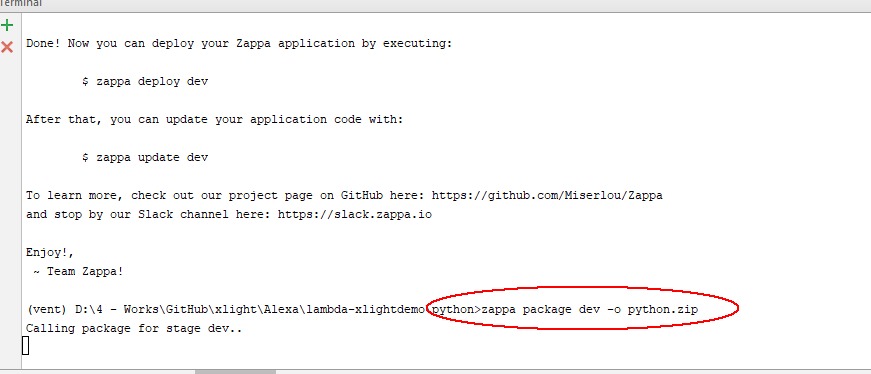 Terminal
Done! Now you can deploy your Zappa application by executing:
$ zappa deploy dev
After that, you can update your application code with:
$ zappa update dev
To learn more, check out our project page on GitHub here: https://github.com/Miserlou/Zappa
and stop by our Slack channel here: https://slack.zappa.io
Enjoy!,
~ Team Zappa!
(vent) D:\4 - Works\GitHub\xlight\Alexa\lambda-xlightdemo-python>zappa package dev -o python.zip
Calling package for stage dev..